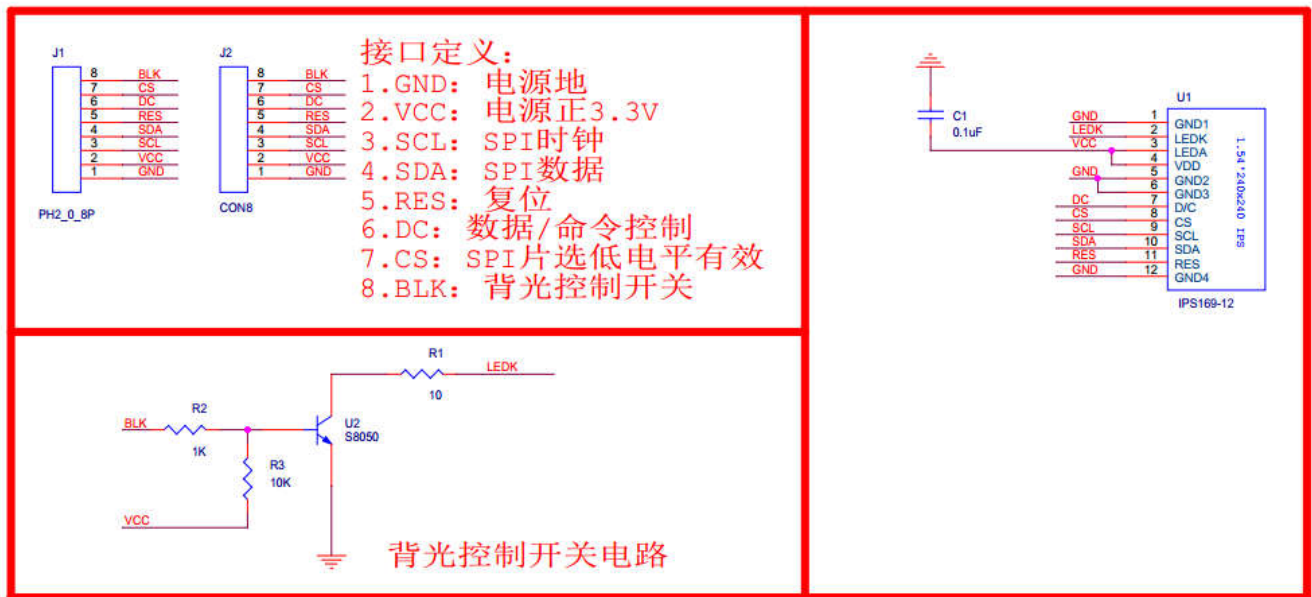 J1
8 BLK
7 CS
6 DC
5 RES
4 SDA
3 SCL
2 VCC
1 GND
PH2_0_8P
J2
8 BLK
7 CS
6 DC
5 RES
4 SDA
3 SCL
2 VCC
1 GND
CON8
接口定义：
1.GND：电源地
2.VCC：电源正3.3V
3.SCL：SPI时钟
4.SDA：SPI数据
5.RES：复位
6.DC：数据/命令控制
7.CS：SPI片选低电平有效
8.BLK：背光控制开关
C1
0.1uF
U1
GND 1 GND1
LEDK 2 LEDK
VCC 3 LEDA
4 VDD
GND 5 GND2
6 GND3
DC 7 D/C
CS 8 CS
SCL 9 SCL
SDA 10 SDA
RES 11 RES
GND 12 GND4
1.54*240x240 IPS
IPS169-12
R1
LEDK
10
R2
BLK
1K
U2
S8050
R3
10K
VCC
背光控制开关电路